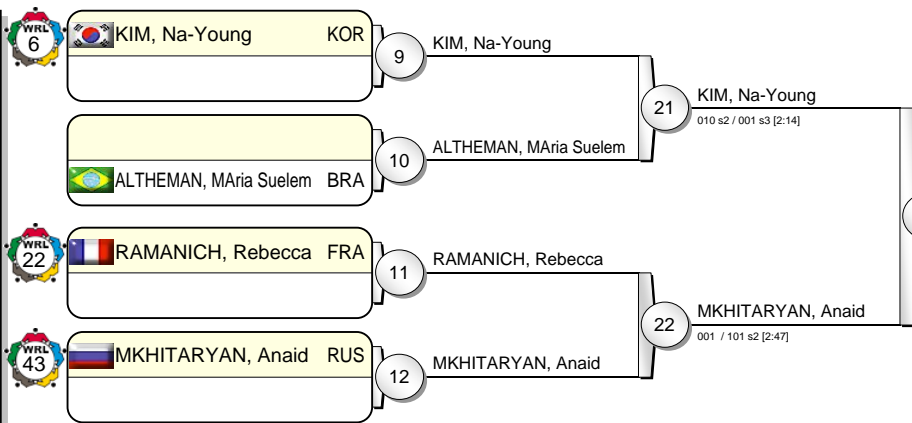 WRL
6
KIM, Na-Young KOR
9
KIM, Na-Young
21
KIM, Na-Young
010 s2 / 001 s3 [2:14]
10
ALTHEMAN, MAria Suelem
ALTHEMAN, MAria Suelem BRA
WRL
22
RAMANICH, Rebecca FRA
11
RAMANICH, Rebecca
22
MKHITARYAN, Anaid
001 / 101 s2 [2:47]
WRL
43
MKHITARYAN, Anaid RUS
12
MKHITARYAN, Anaid